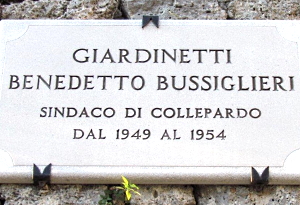 GIARDINETTI
BENEDETTO BUSSIGLIERI
SINDACO DI COLLEPARDO
DAL 1949 AL 1954